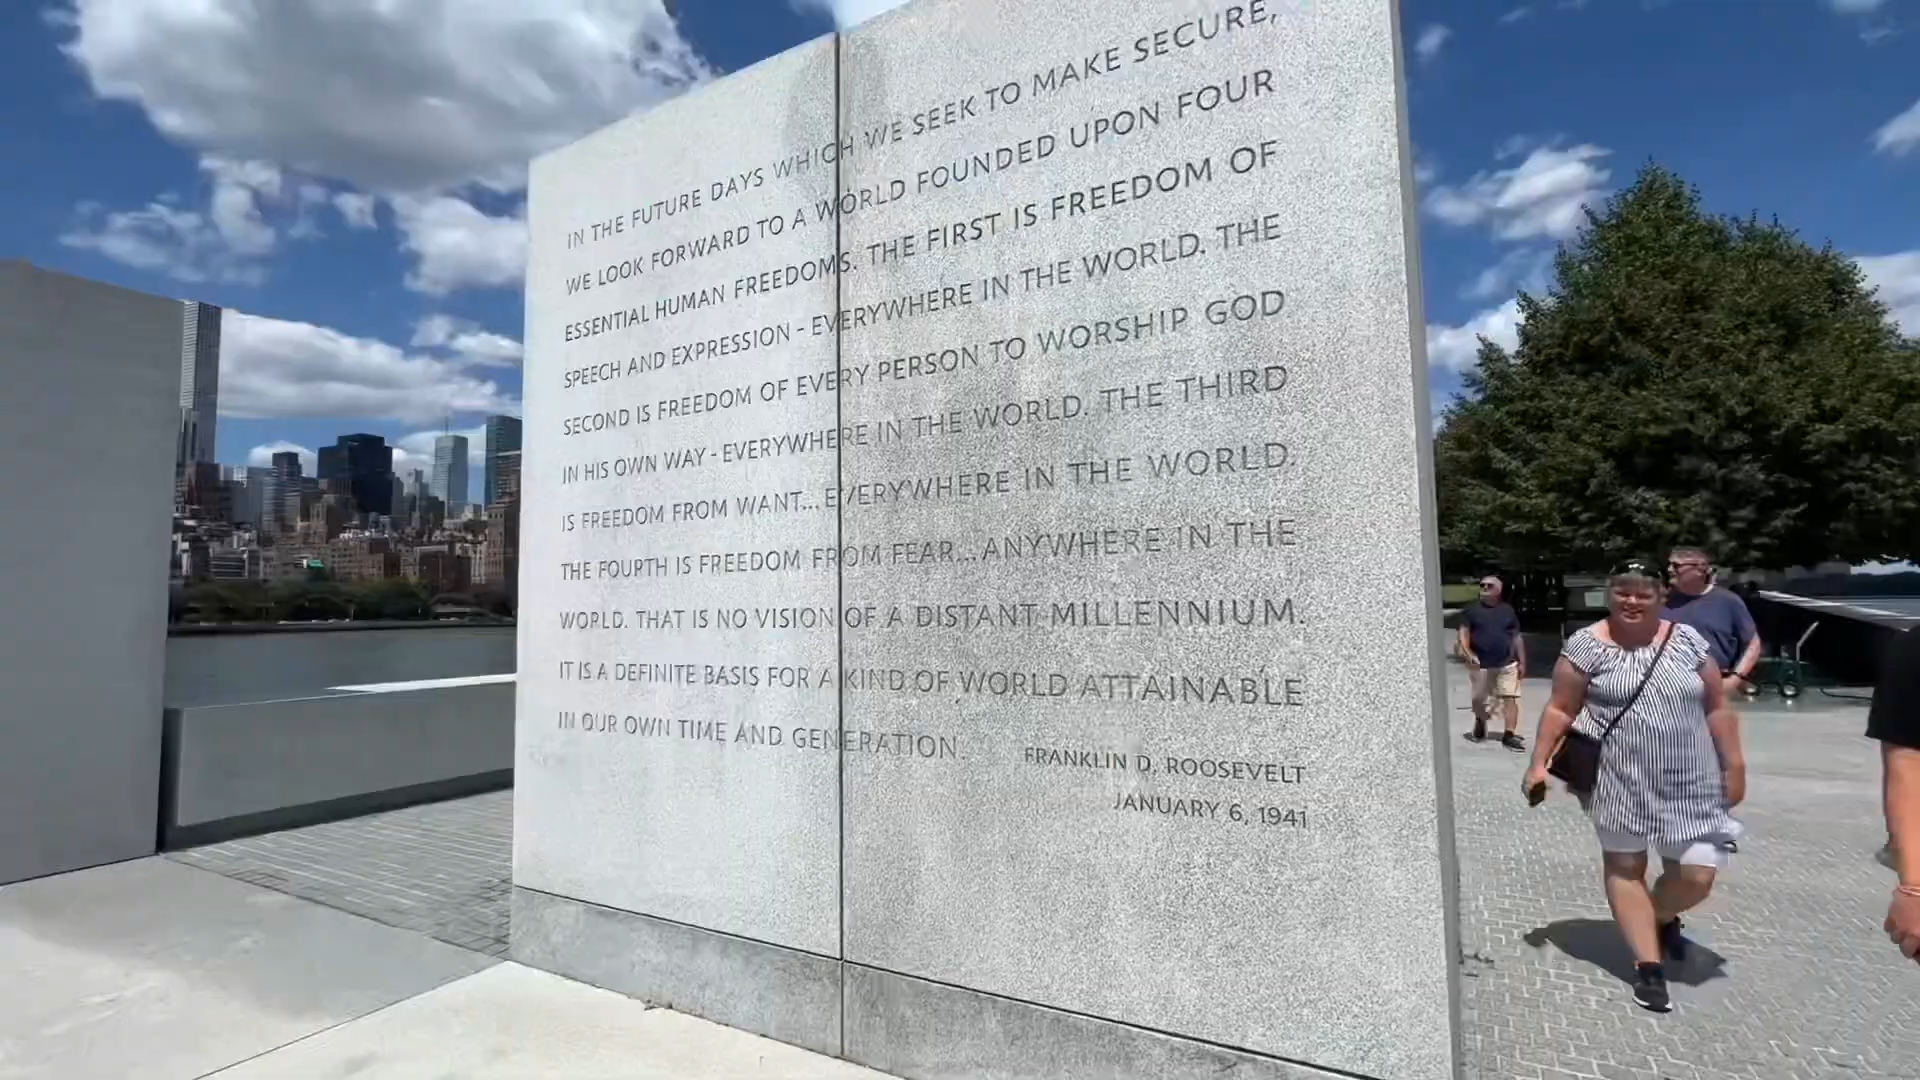 IN THE FUTURE DAYS WHICH WE SEEK TO MAKE SECURE,
WE LOOK FORWARD TO A WORLD FOUNDED UPON FOUR
ESSENTIAL HUMAN FREEDOMS. THE FIRST IS FREEDOM OF
SPEECH AND EXPRESSION - EVERYWHERE IN THE WORLD. THE
SECOND IS FREEDOM OF EVERY PERSON TO WORSHIP GOD
IN HIS OWN WAY - EVERYWHERE IN THE WORLD. THE THIRD
IS FREEDOM FROM WANT... EVERYWHERE IN THE WORLD.
THE FOURTH IS FREEDOM FROM FEAR... ANYWHERE IN THE
WORLD. THAT IS NO VISION OF A DISTANT MILLENNIUM.
IT IS A DEFINITE BASIS FOR A KIND OF WORLD ATTAINABLE
IN OUR OWN TIME AND GENERATION.
FRANKLIN D. ROOSEVELT
JANUARY 6, 1941